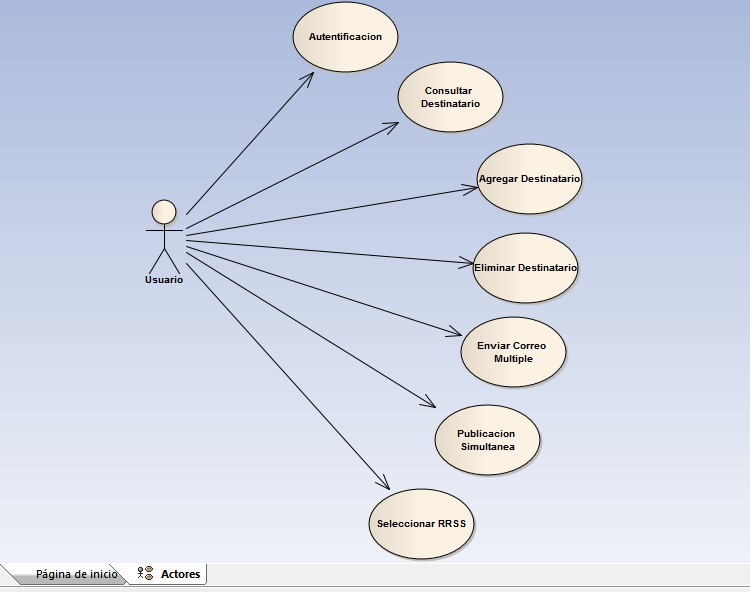 Autentificacion
Consultar
Destinatario
Agregar Destinatario
Usuario
Eliminar Destinatario
Enviar Correo
Multiple
Publicacion
Simultanea
Seleccionar RRSS
Página de inicio
Actores